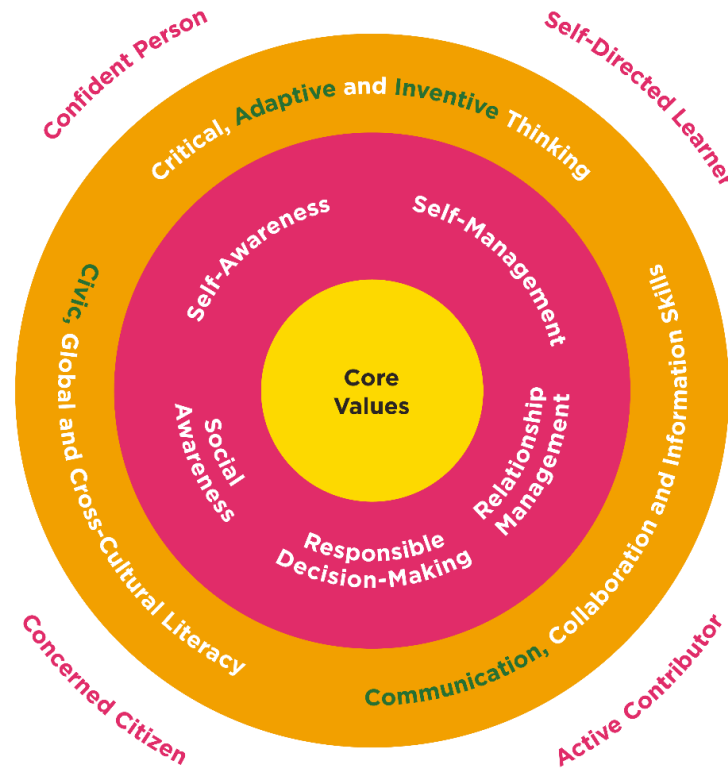 Confident Person
Self-Directed Learner
Critical, Adaptive and Inventive Thinking
Self-Awareness
Self-Management
Civic, Global and Cross-Cultural Literacy
Communication, Collaboration and Information Skills
Core
Values
Social
Awareness
Relationship
Management
Responsible
Decision-Making
Concerned Citizen
Active Contributor